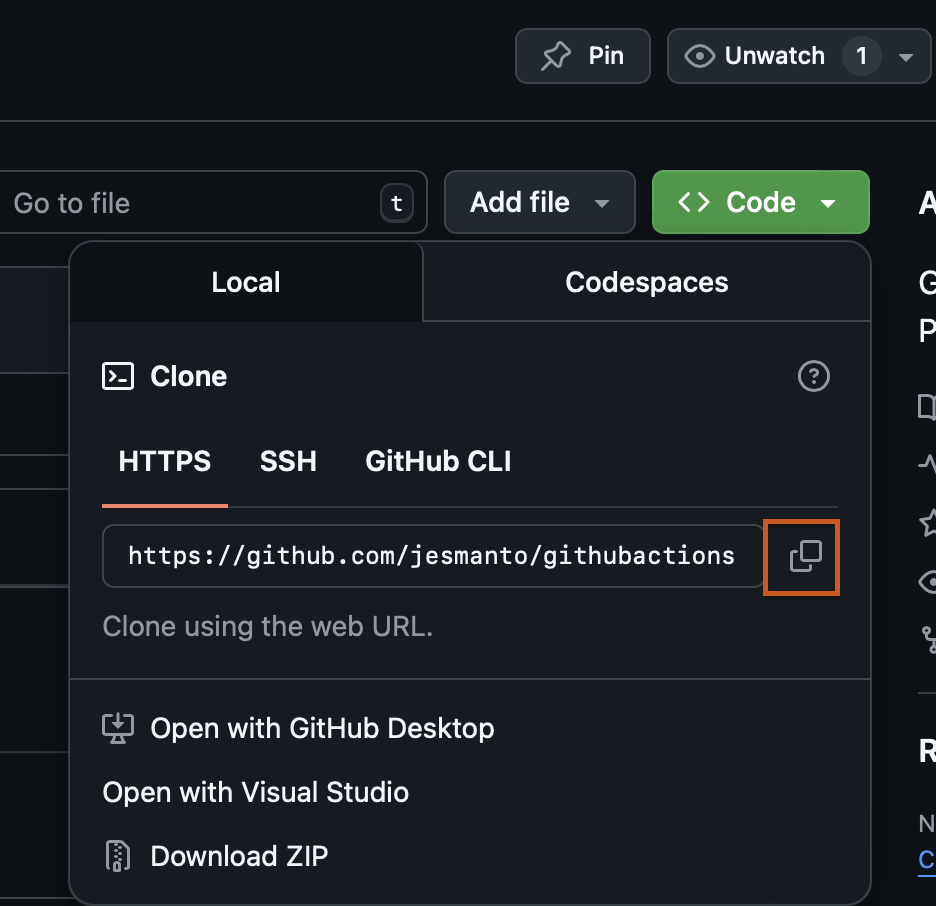 Pin
Unwatch 1
Go to file t
Add file
<> Code
Local
Codespaces
Clone
HTTPS SSH GitHub CLI
https://github.com/jesmanto/githubactions
Clone using the web URL.
Open with GitHub Desktop
Open with Visual Studio
Download ZIP